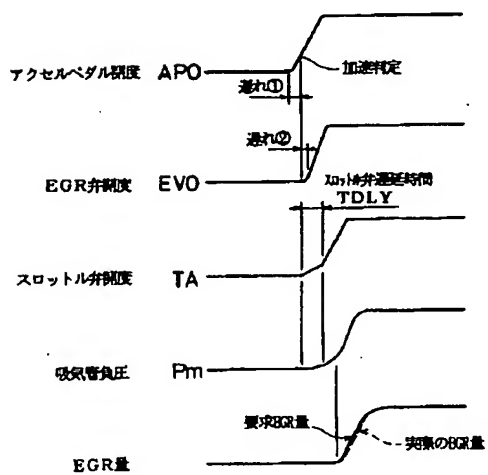 アクセルペダル開度 APO
加速判定
遅れ①
遅れ②
EGR弁開度 EVO
スロットル弁遅延時間
TDLY
スロットル弁開度 TA
吸気管負圧 Pm
要求EGR量
実際のEGR量
EGR量